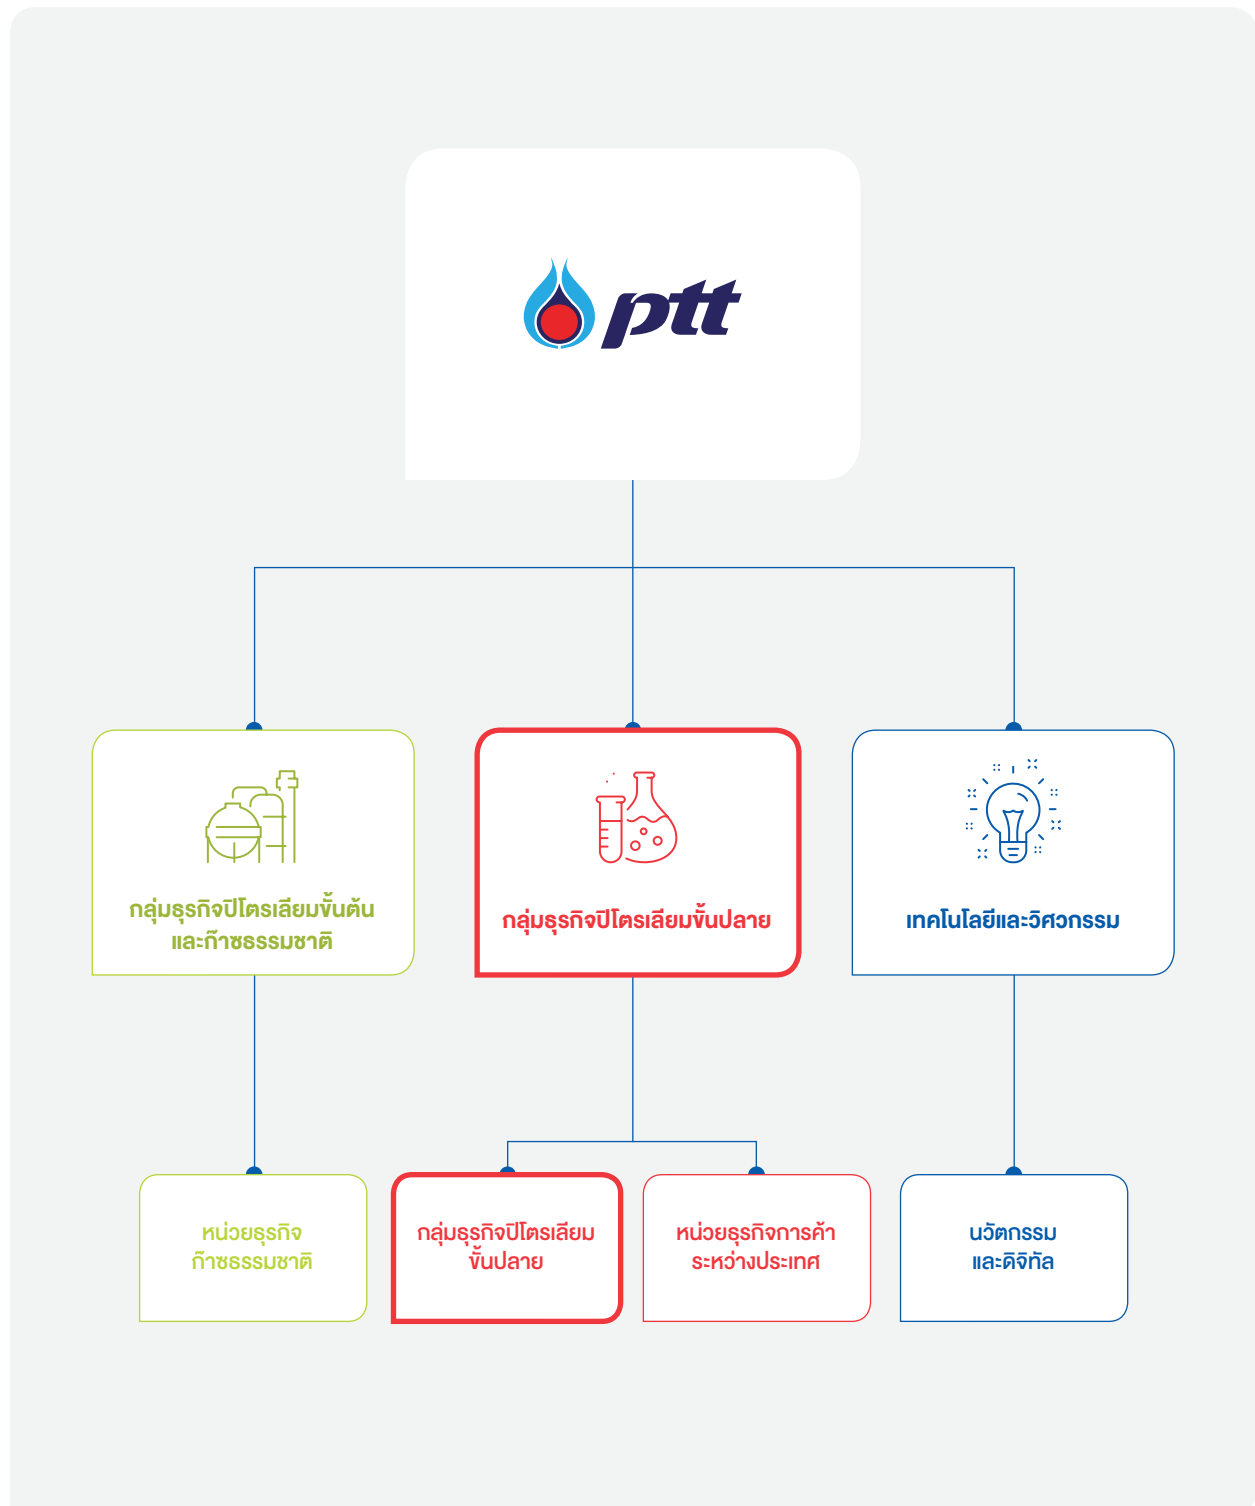 ptt
กลุ่มธุรกิจปิโตรเลียมขั้นต้น
และก๊าซธรรมชาติ
กลุ่มธุรกิจปิโตรเลียมขั้นปลาย
เทคโนโลยีและวิศวกรรม
หน่วยธุรกิจ
ก๊าซธรรมชาติ
กลุ่มธุรกิจปิโตรเลียม
ขั้นปลาย
หน่วยธุรกิจการค้า
ระหว่างประเทศ
นวัตกรรม
และดิจิทัล